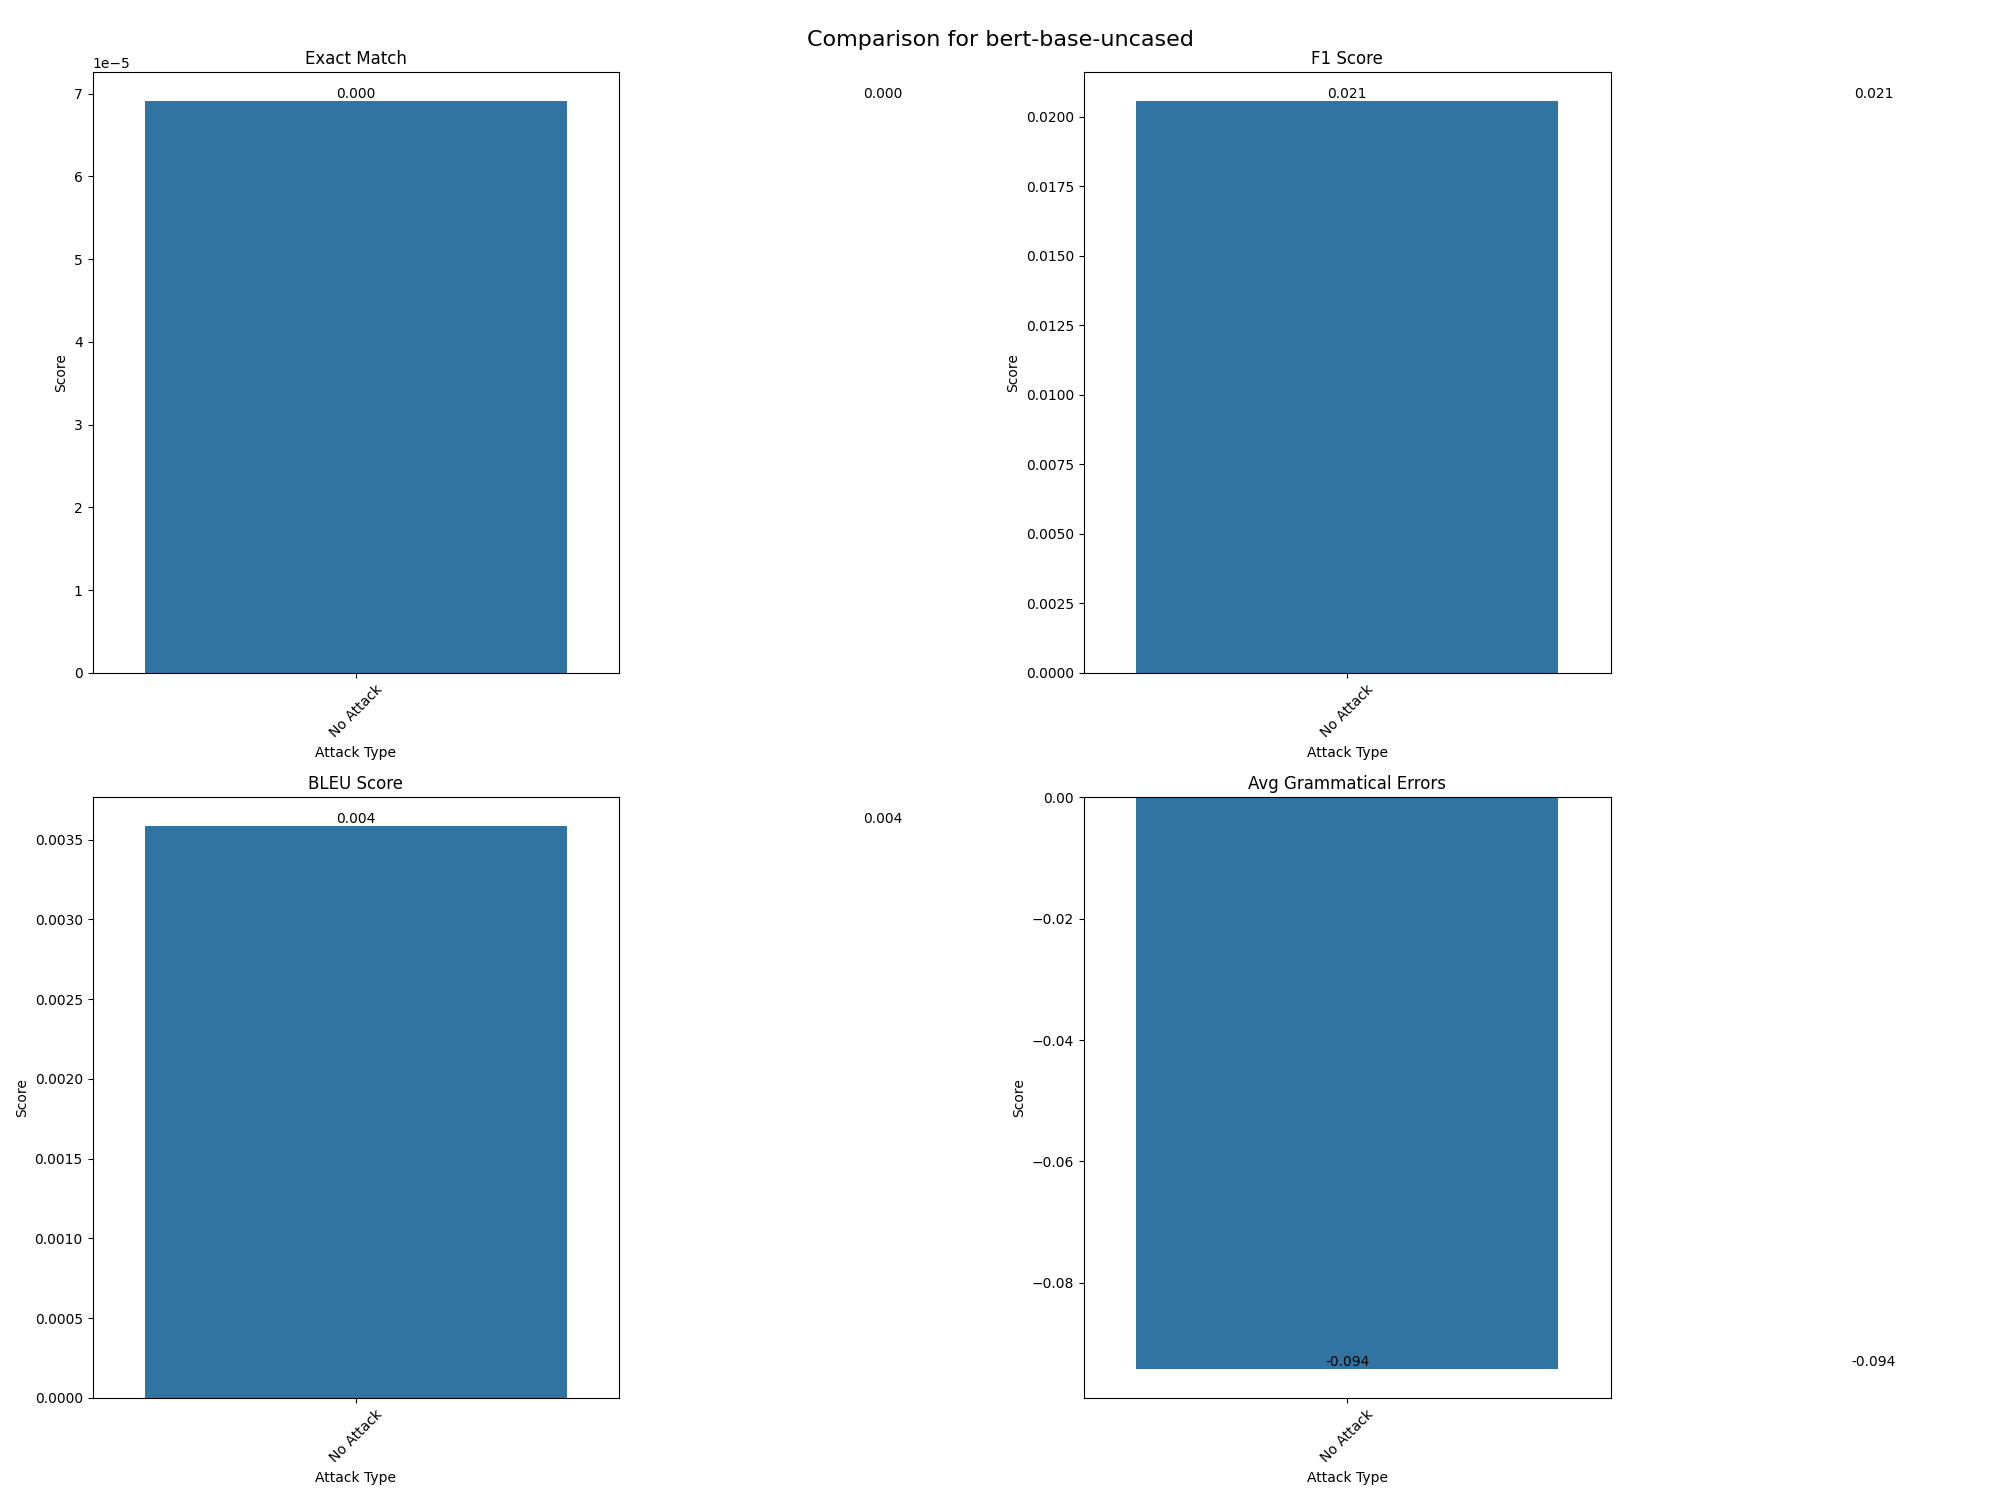 Comparison for bert-base-uncased
Exact Match
1e−5
7
6
5
4
3
2
1
0
Score
0.000
0.000
No Attack
Attack Type
F1 Score
0.0200
0.0175
0.0150
0.0125
0.0100
0.0075
0.0050
0.0025
0.0000
Score
0.021
0.021
No Attack
Attack Type
BLEU Score
0.0035
0.0030
0.0025
0.0020
0.0015
0.0010
0.0005
0.0000
Score
0.004
0.004
No Attack
Attack Type
Avg Grammatical Errors
0.00
−0.02
−0.04
−0.06
−0.08
Score
-0.094
-0.094
No Attack
Attack Type